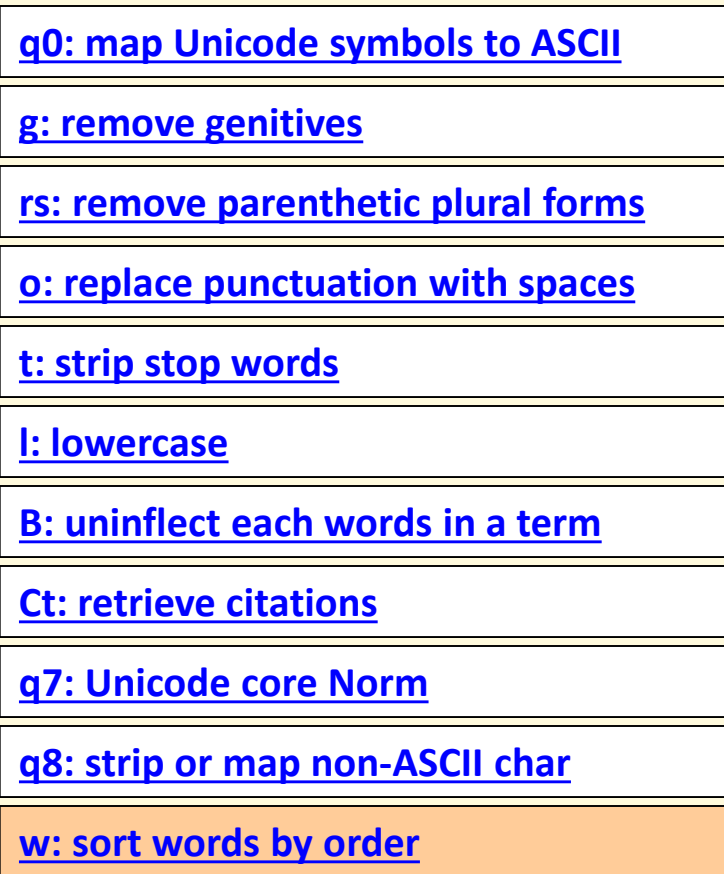 q0: map Unicode symbols to ASCII
g: remove genitives
rs: remove parenthetic plural forms
o: replace punctuation with spaces
t: strip stop words
l: lowercase
B: uninflect each words in a term
Ct: retrieve citations
q7: Unicode core Norm
q8: strip or map non-ASCII char
w: sort words by order